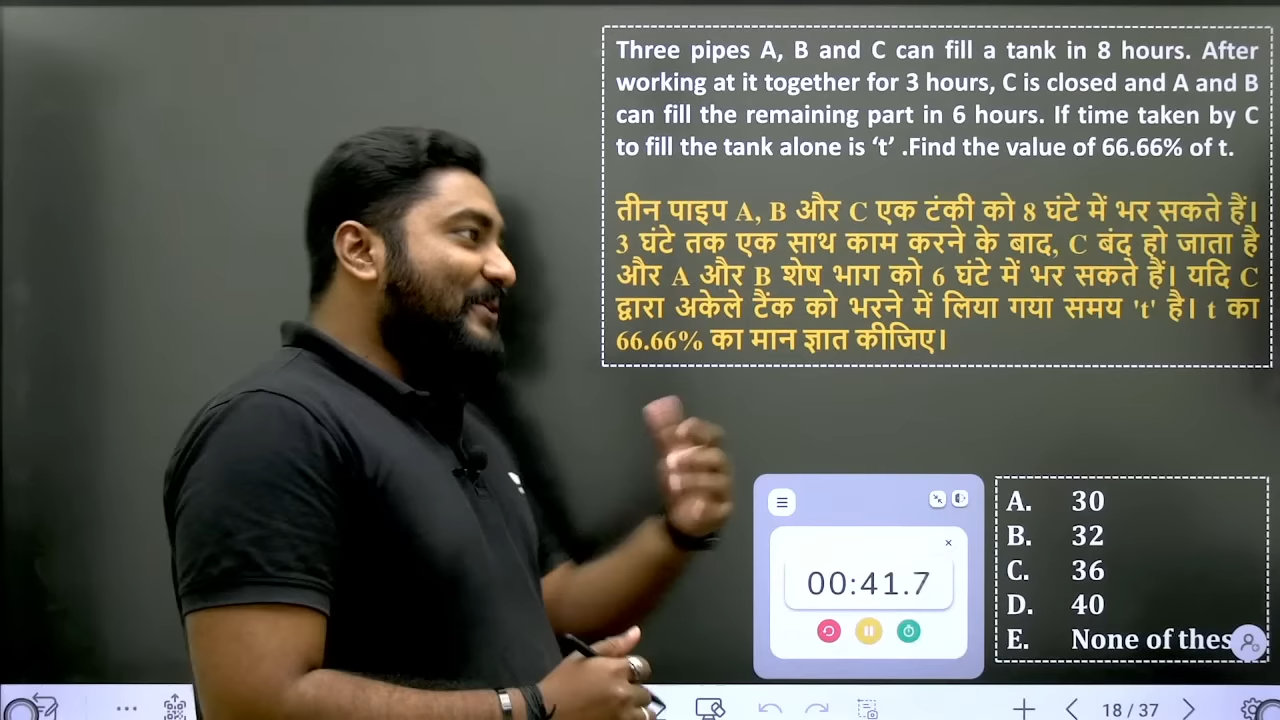 Three pipes A, B and C can fill a tank in 8 hours. After
working at it together for 3 hours, C is closed and A and B
can fill the remaining part in 6 hours. If time taken by C
to fill the tank alone is ‘t’ .Find the value of 66.66% of t.
तीन पाइप A, B और C एक टंकी को 8 घंटे में भर सकते हैं।
3 घंटे तक एक साथ काम करने के बाद, C बंद हो जाता है
और A और B शेष भाग को 6 घंटे में भर सकते हैं। यदि C
द्वारा अकेले टैंक को भरने में लिया गया समय 't' है। t का
66.66% का मान ज्ञात कीजिए।
00:41.7
A. 30
B. 32
C. 36
D. 40
E. None of thes
18 / 37